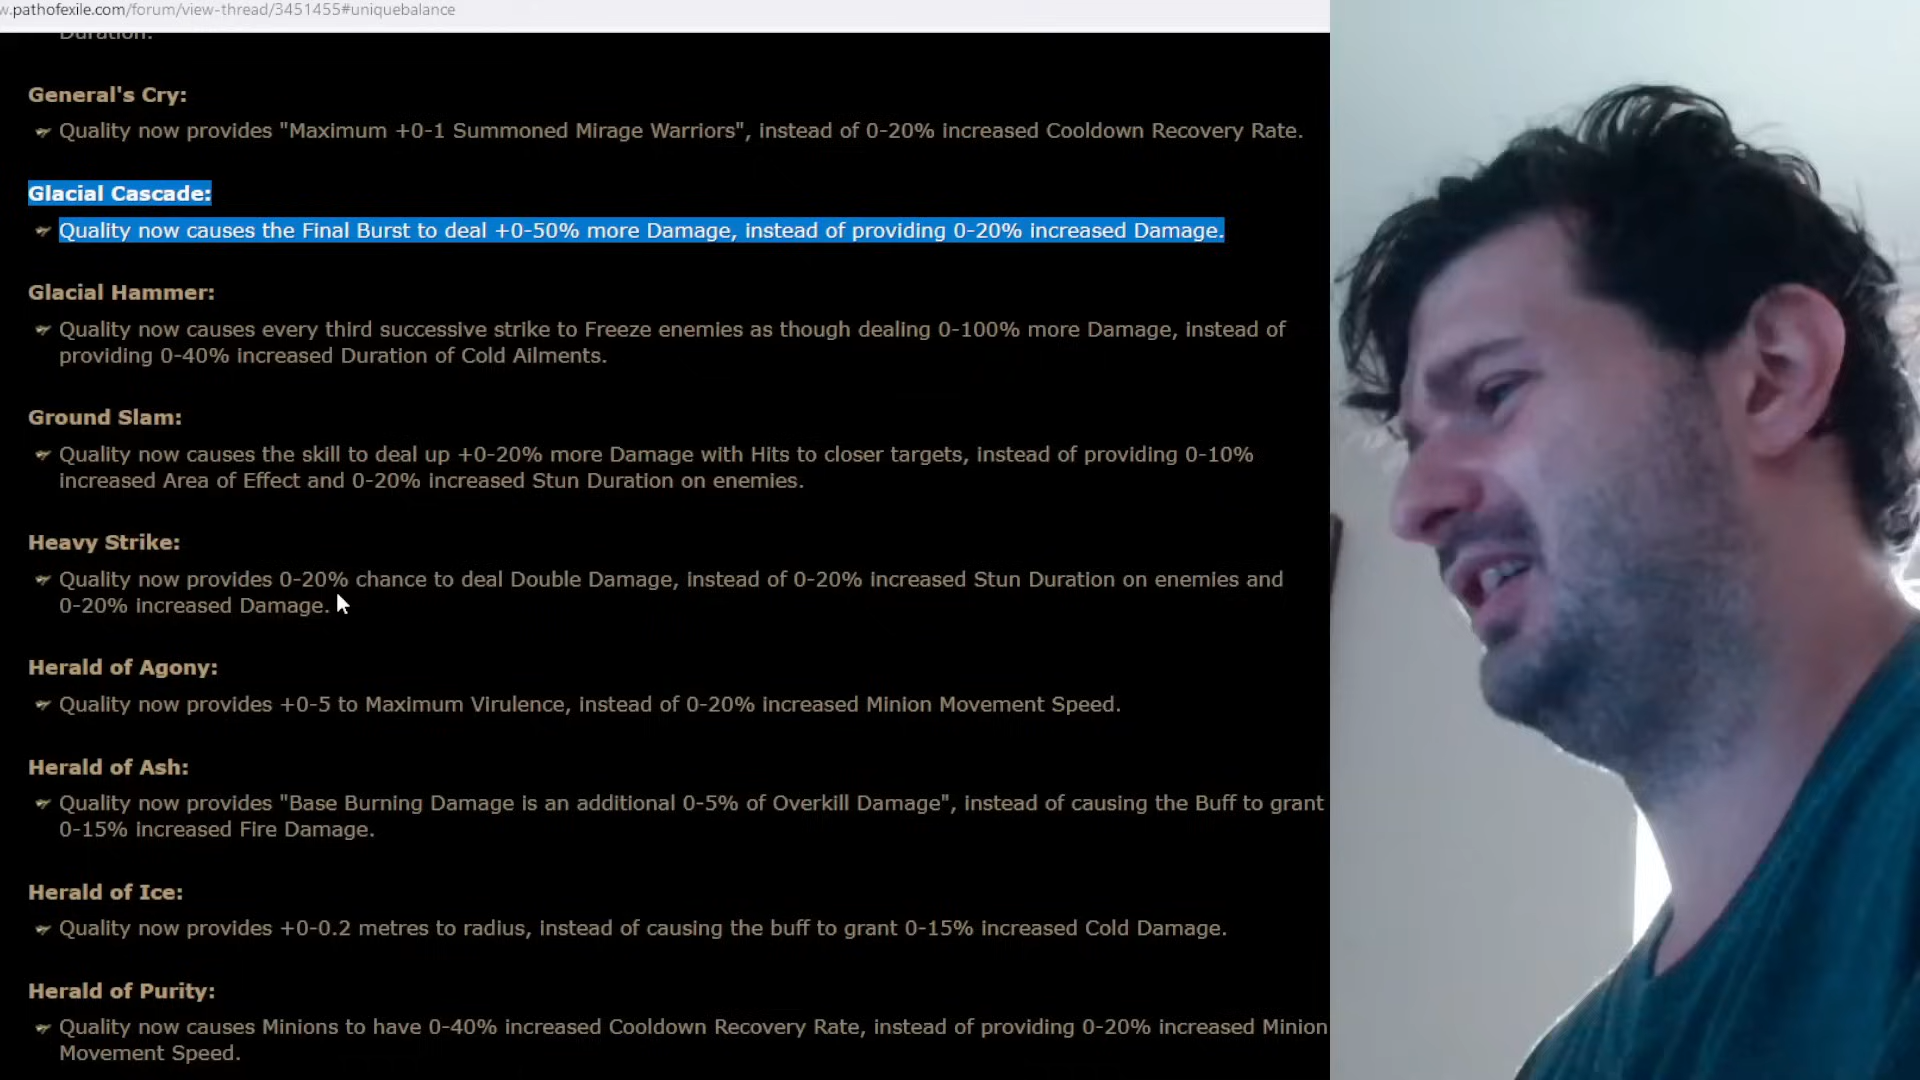 w.pathofexile.com/forum/view-thread/3451455#uniquebalance
Duration.
General's Cry:
Quality now provides "Maximum +0-1 Summoned Mirage Warriors", instead of 0-20% increased Cooldown Recovery Rate.
Glacial Cascade:
Quality now causes the Final Burst to deal +0-50% more Damage, instead of providing 0-20% increased Damage.
Glacial Hammer:
Quality now causes every third successive strike to Freeze enemies as though dealing 0-100% more Damage, instead of
providing 0-40% increased Duration of Cold Ailments.
Ground Slam:
Quality now causes the skill to deal up +0-20% more Damage with Hits to closer targets, instead of providing 0-10%
increased Area of Effect and 0-20% increased Stun Duration on enemies.
Heavy Strike:
Quality now provides 0-20% chance to deal Double Damage, instead of 0-20% increased Stun Duration on enemies and
0-20% increased Damage.
Herald of Agony:
Quality now provides +0-5 to Maximum Virulence, instead of 0-20% increased Minion Movement Speed.
Herald of Ash:
Quality now provides "Base Burning Damage is an additional 0-5% of Overkill Damage", instead of causing the Buff to grant
0-15% increased Fire Damage.
Herald of Ice:
Quality now provides +0-0.2 metres to radius, instead of causing the buff to grant 0-15% increased Cold Damage.
Herald of Purity:
Quality now causes Minions to have 0-40% increased Cooldown Recovery Rate, instead of providing 0-20% increased Minion
Movement Speed.